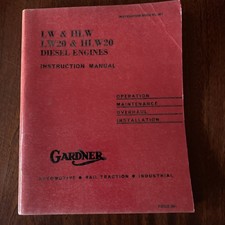 LW & HLW
LW20 & HLW20
DIESEL ENGINES
INSTRUCTION MANUAL
OPERATION
MAINTENANCE
OVERHAUL
INSTALLATION
GARDNER
AUTOMOTIVE • RAIL TRACTION • INDUSTRIAL